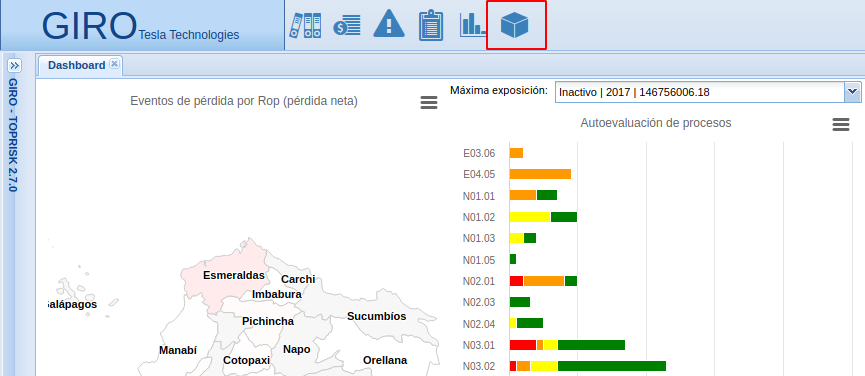 GIRO Tesla Technologies
Dashboard
GIRO - TOPRISK 2.7.0
Eventos de pérdida por Rop (pérdida neta)
Máxima exposición: Inactivo | 2017 | 146756006.18
Autoevaluación de procesos
E03.06
E04.05
N01.01
N01.02
N01.03
N01.05
N02.01
N02.03
N02.04
N03.01
N03.02
Esmeraldas
Carchi
Imbabura
alápagos
Sucumbíos
Pichincha
Manabí
Napo
Cotopaxi
Orellana